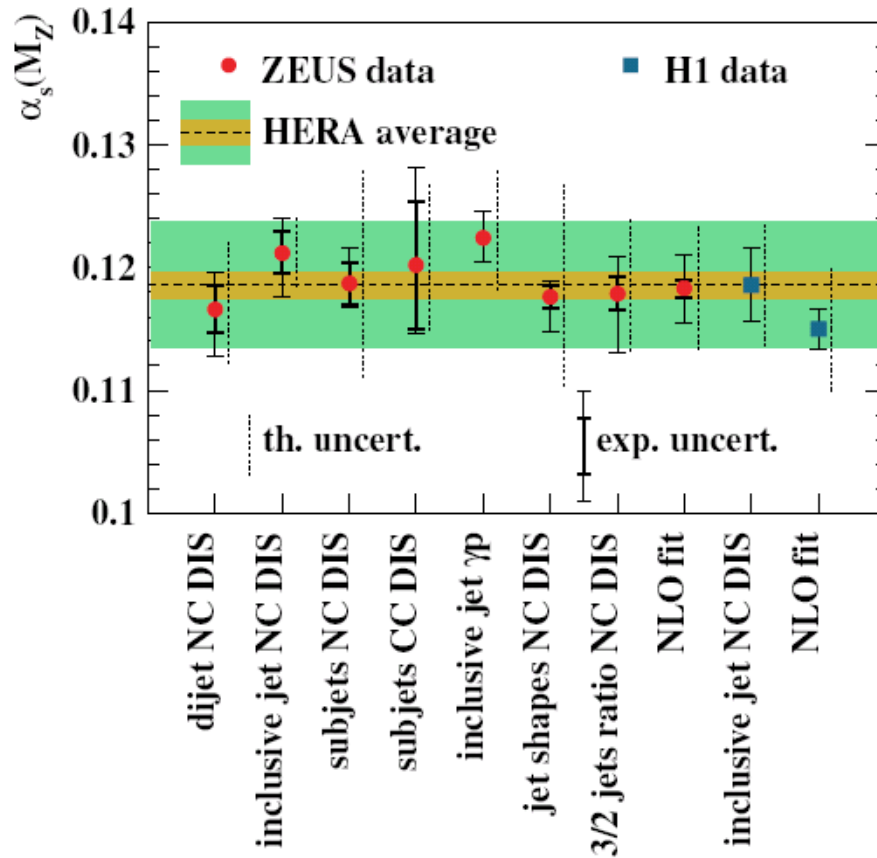 αs(MZ)
0.14
0.13
0.12
0.11
0.1
ZEUS data
H1 data
HERA average
th. uncert.
exp. uncert.
dijet NC DIS
inclusive jet NC DIS
subjets NC DIS
subjets CC DIS
inclusive jet γp
jet shapes NC DIS
3/2 jets ratio NC DIS
NLO fit
inclusive jet NC DIS
NLO fit